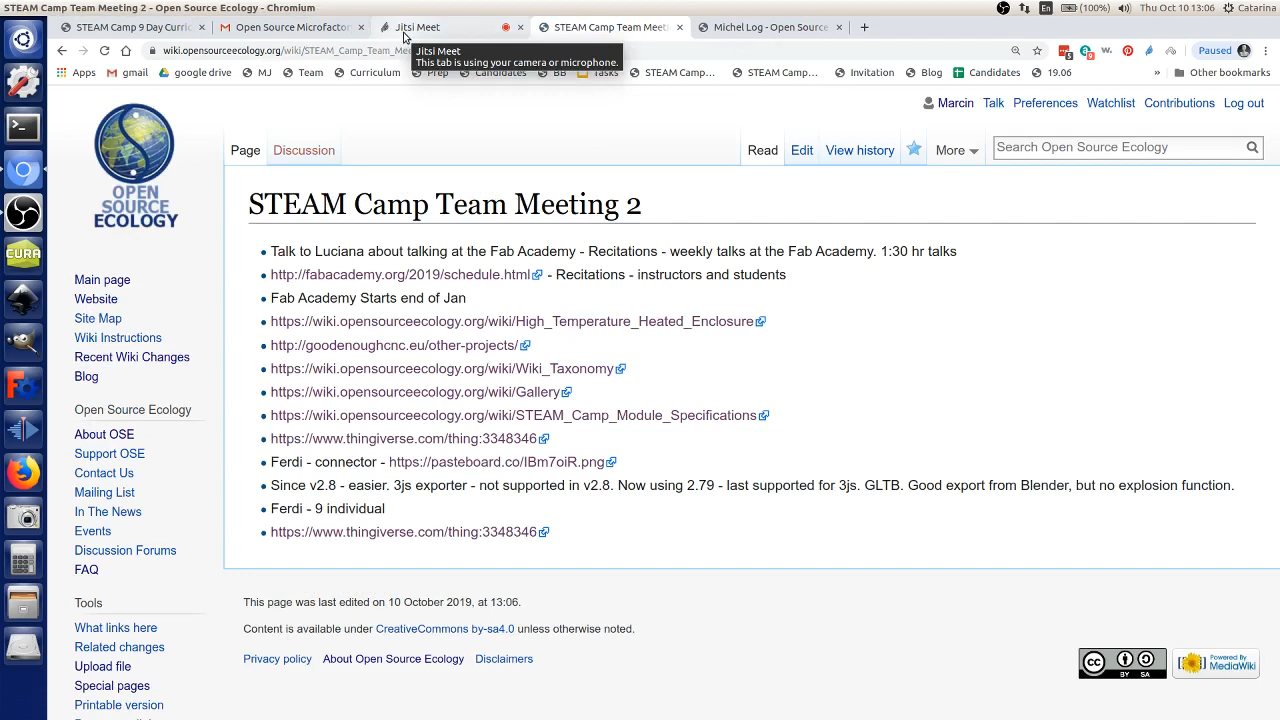 STEAM Camp Team Meeting 2 - Open Source Ecology - Chromium
En
(100%)
Thu Oct 10 13:06
Catarina
STEAM Camp 9 Day Curric
Open Source Microfactor
Jitsi Meet
STEAM Camp Team Meeti
Michel Log - Open Source
wiki.opensourceecology.org/wiki/STEAM_Camp_Team_Mee
Paused
Jitsi Meet
This tab is using your camera or microphone.
Apps
gmail
google drive
MJ
Team
Curriculum
Prep
Candidates
BB
Tasks
STEAM Camp...
STEAM Camp...
Invitation
Blog
Candidates
19.06
Other bookmarks
Marcin
Talk
Preferences
Watchlist
Contributions
Log out
OPEN
SOURCE
ECOLOGY
Page
Discussion
Read
Edit
View history
More
Search Open Source Ecology
STEAM Camp Team Meeting 2
Talk to Luciana about talking at the Fab Academy - Recitations - weekly talks at the Fab Academy. 1:30 hr talks
http://fabacademy.org/2019/schedule.html - Recitations - instructors and students
Fab Academy Starts end of Jan
https://wiki.opensourceecology.org/wiki/High_Temperature_Heated_Enclosure
http://goodenoughcnc.eu/other-projects/
https://wiki.opensourceecology.org/wiki/Wiki_Taxonomy
https://wiki.opensourceecology.org/wiki/Gallery
https://wiki.opensourceecology.org/wiki/STEAM_Camp_Module_Specifications
https://www.thingiverse.com/thing:3348346
Ferdi - connector - https://pasteboard.co/IBm7oiR.png
Since v2.8 - easier. 3js exporter - not supported in v2.8. Now using 2.79 - last supported for 3js. GLTB. Good export from Blender, but no explosion function.
Ferdi - 9 individual
https://www.thingiverse.com/thing:3348346
Main page
Website
Site Map
Wiki Instructions
Recent Wiki Changes
Blog
Open Source Ecology
About OSE
Support OSE
Contact Us
Mailing List
In The News
Events
Discussion Forums
FAQ
Tools
What links here
Related changes
Upload file
Special pages
Printable version
This page was last edited on 10 October 2019, at 13:06.
Content is available under CreativeCommons by-sa4.0 unless otherwise noted.
Privacy policy
About Open Source Ecology
Disclaimers
CC
BY SA
Powered By
MediaWiki
CURA